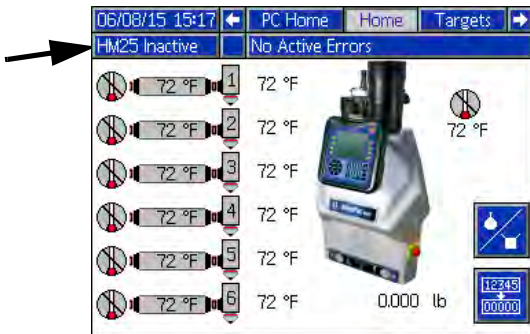 06/08/15 15:17 PC Home Home Targets
HM25 Inactive No Active Errors
72 °F 1 72 °F
72 °F
72 °F 2 72 °F
72 °F 3 72 °F
72 °F 4 72 °F
72 °F 5 72 °F
72 °F 6 72 °F
0.000 lb
12345
00000